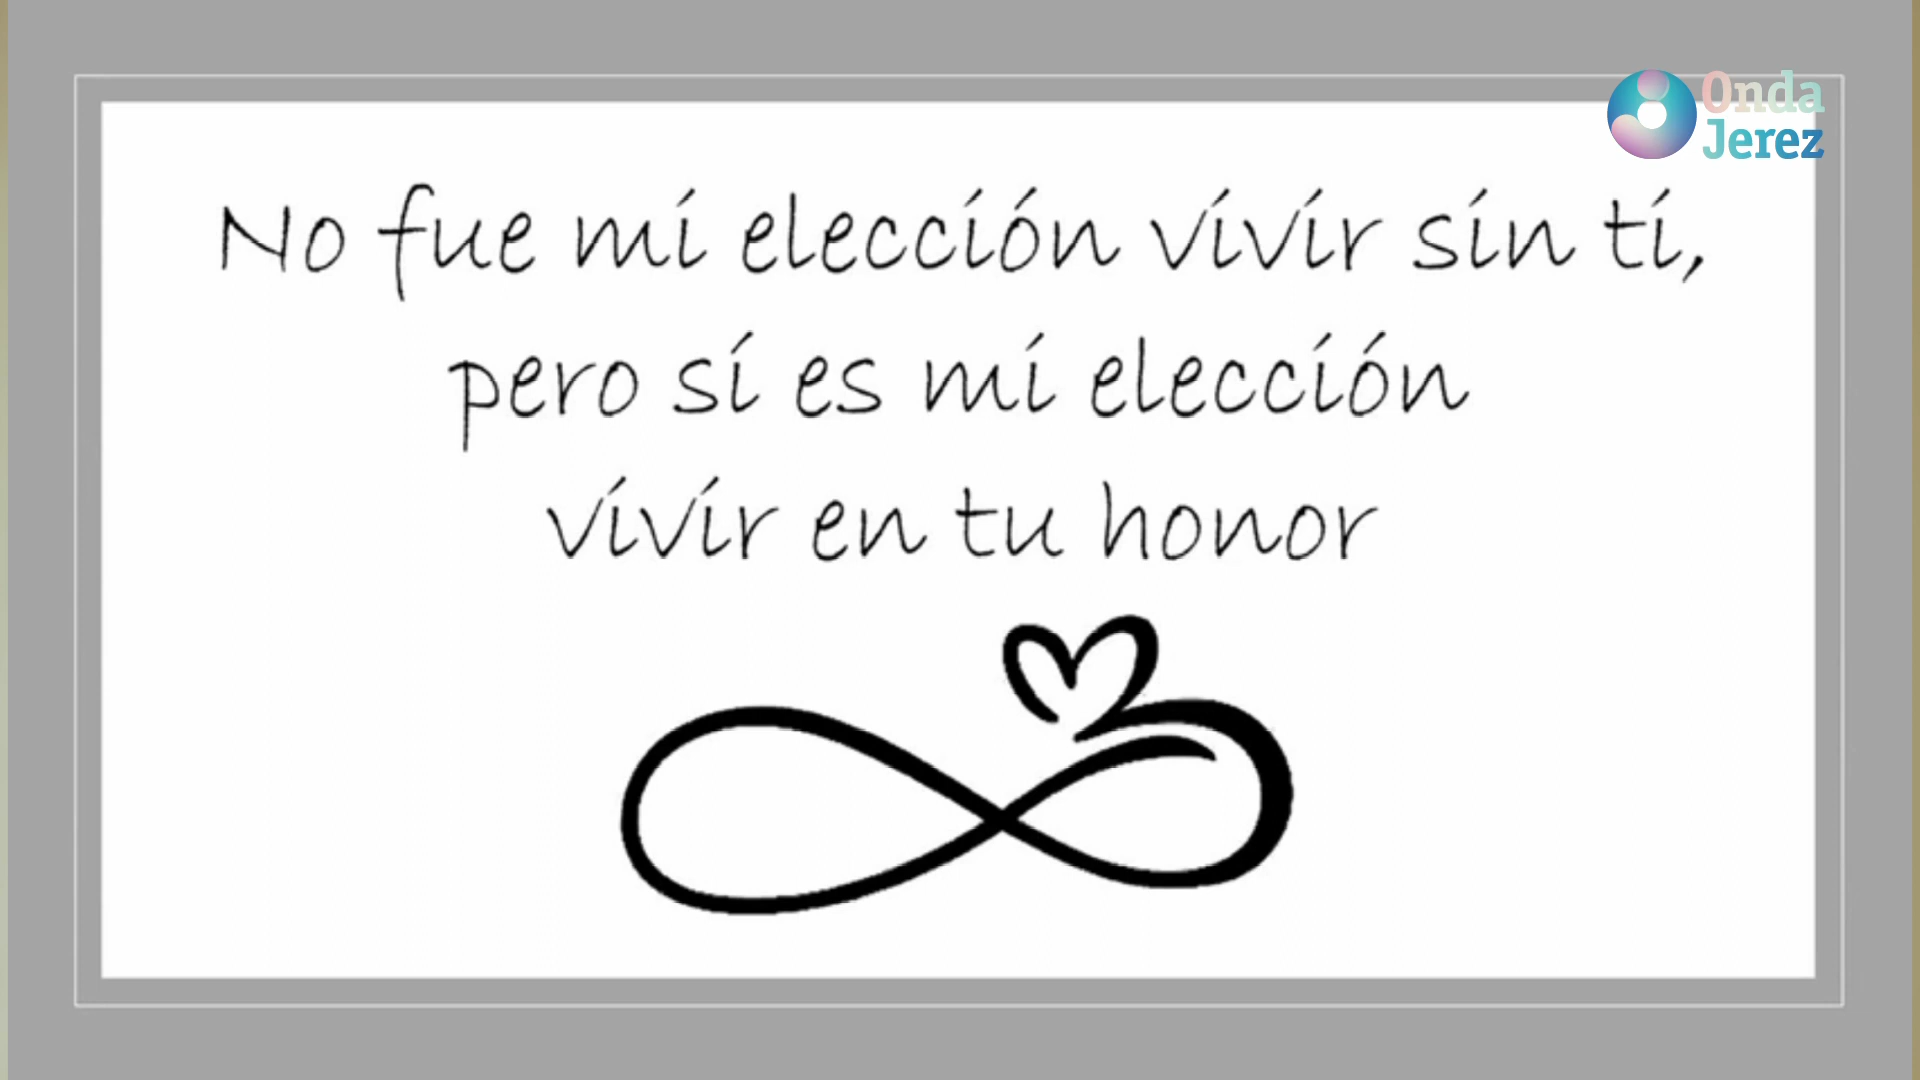 Onda
Jerez
No fue mi elección vivir sin ti,
pero sí es mi elección
vivir en tu honor